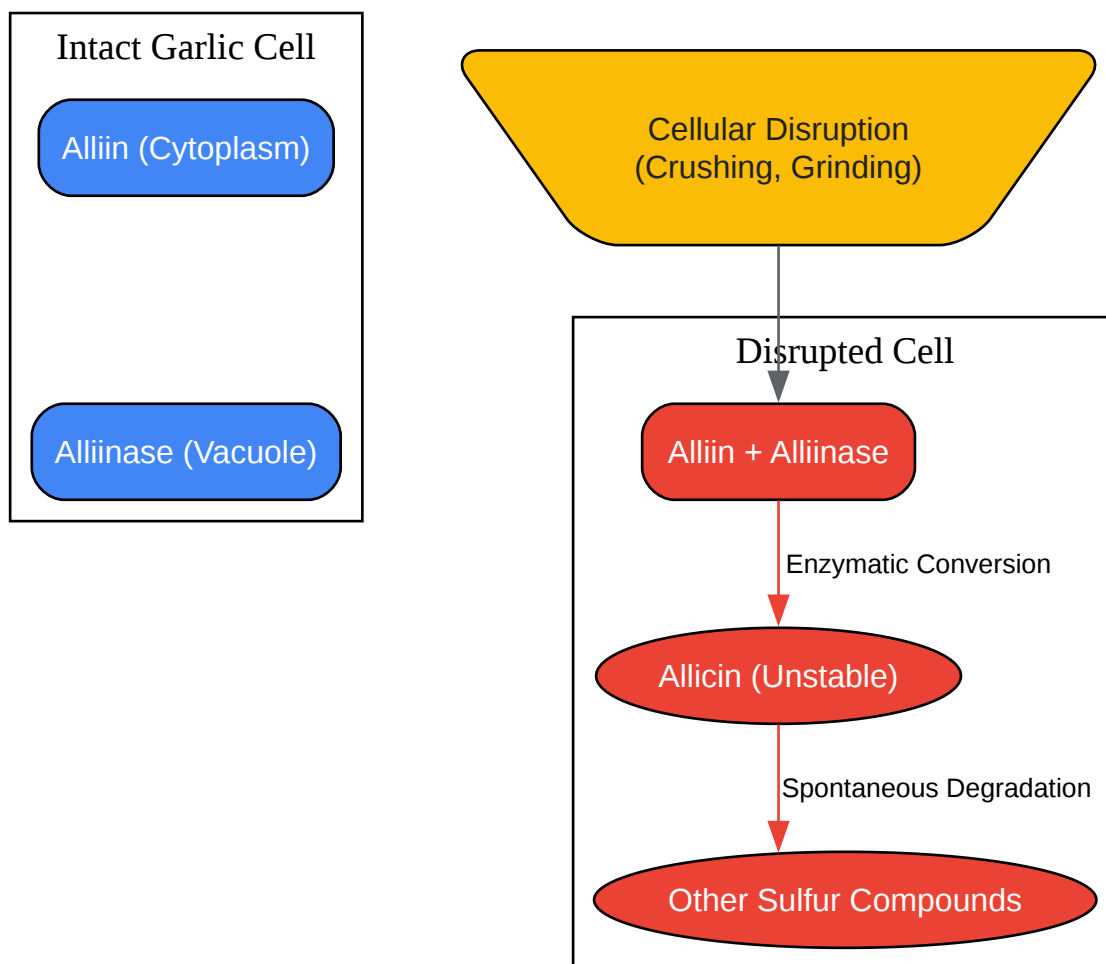 Intact Garlic Cell
Alliin (Cytoplasm)
Alliinase (Vacuole)
Cellular Disruption
(Crushing, Grinding)
Disrupted Cell
Alliin + Alliinase
Enzymatic Conversion
Allicin (Unstable)
Spontaneous Degradation
Other Sulfur Compounds